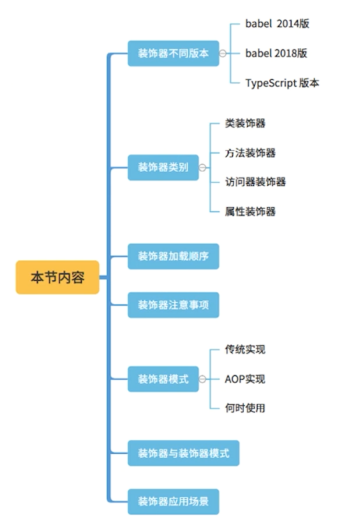 本节内容
装饰器不同版本
babel 2014版
babel 2018版
TypeScript 版本
装饰器类别
类装饰器
方法装饰器
访问器装饰器
属性装饰器
装饰器加载顺序
装饰器注意事项
装饰器模式
传统实现
AOP实现
何时使用
装饰器与装饰器模式
装饰器应用场景